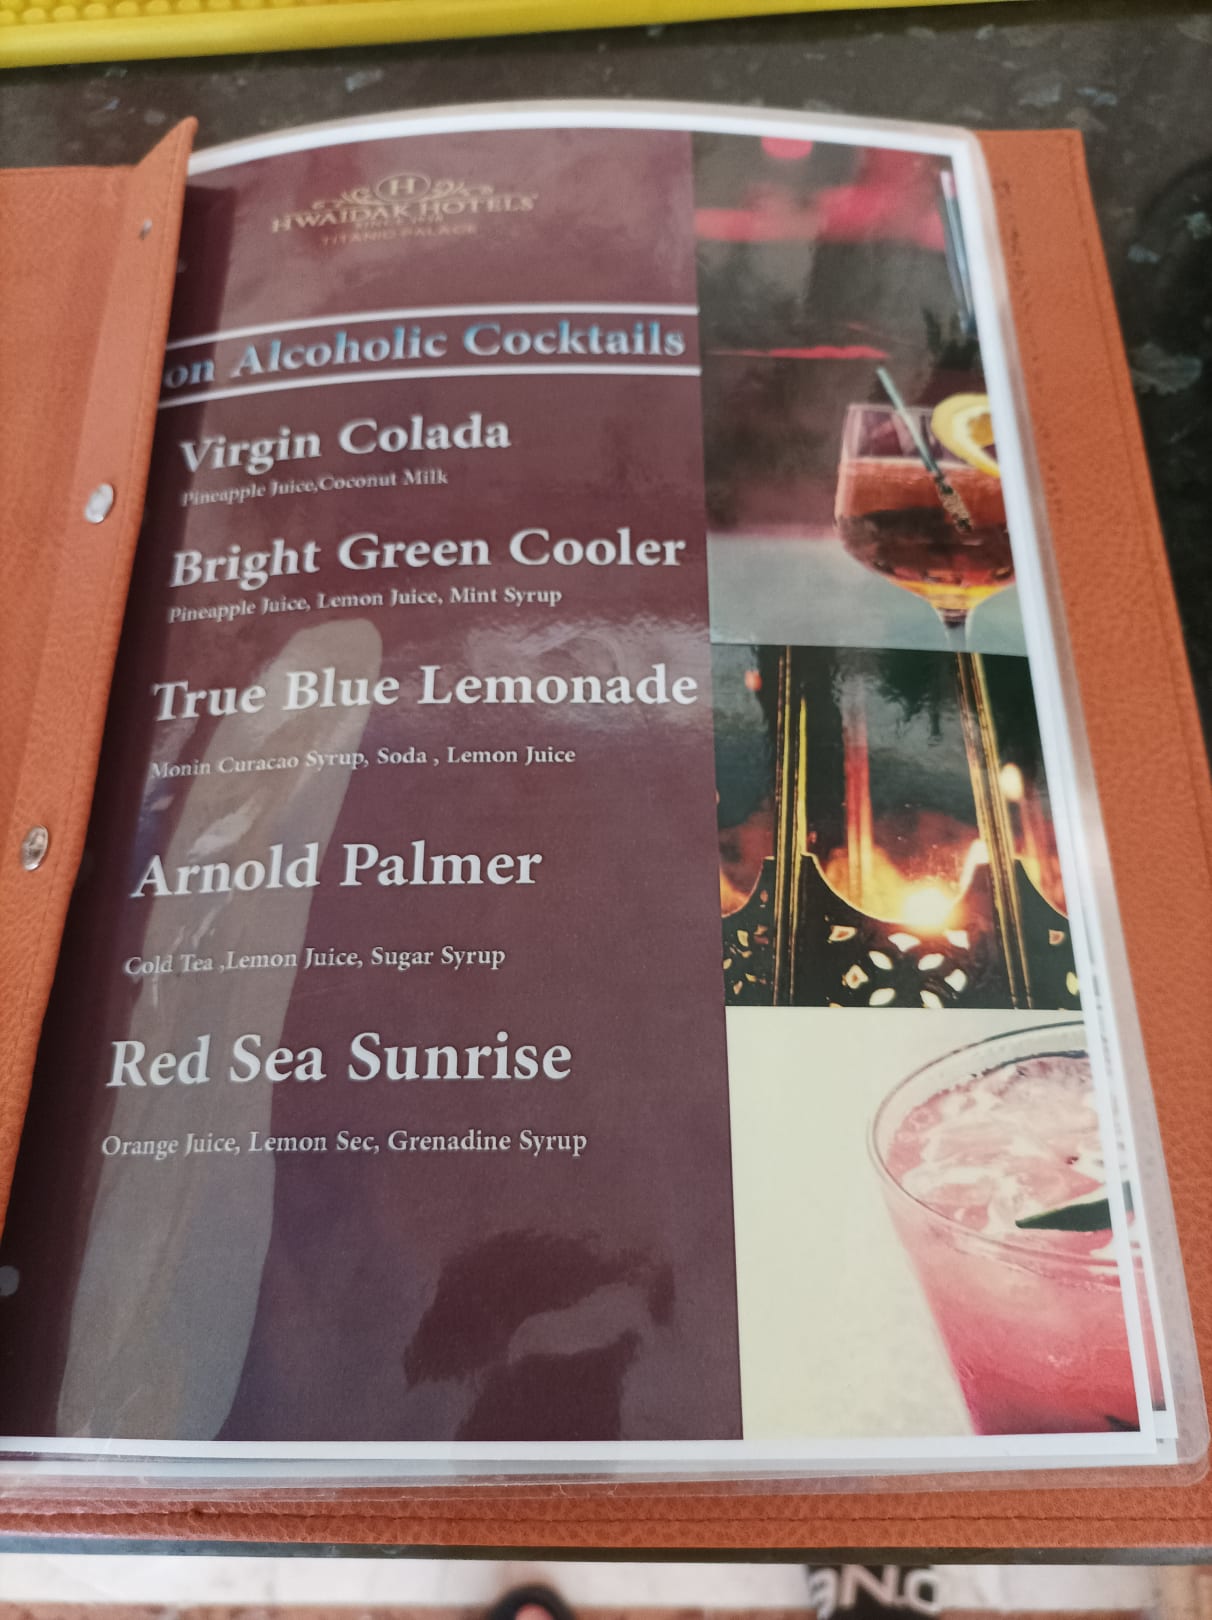 H
HWAIDAK HOTELS
TITANIC PALACE
on Alcoholic Cocktails
Virgin Colada
Pineapple Juice,Coconut Milk
Bright Green Cooler
Pineapple Juice, Lemon Juice, Mint Syrup
True Blue Lemonade
Monin Curacao Syrup, Soda , Lemon Juice
Arnold Palmer
Cold Tea ,Lemon Juice, Sugar Syrup
Red Sea Sunrise
Orange Juice, Lemon Sec, Grenadine Syrup